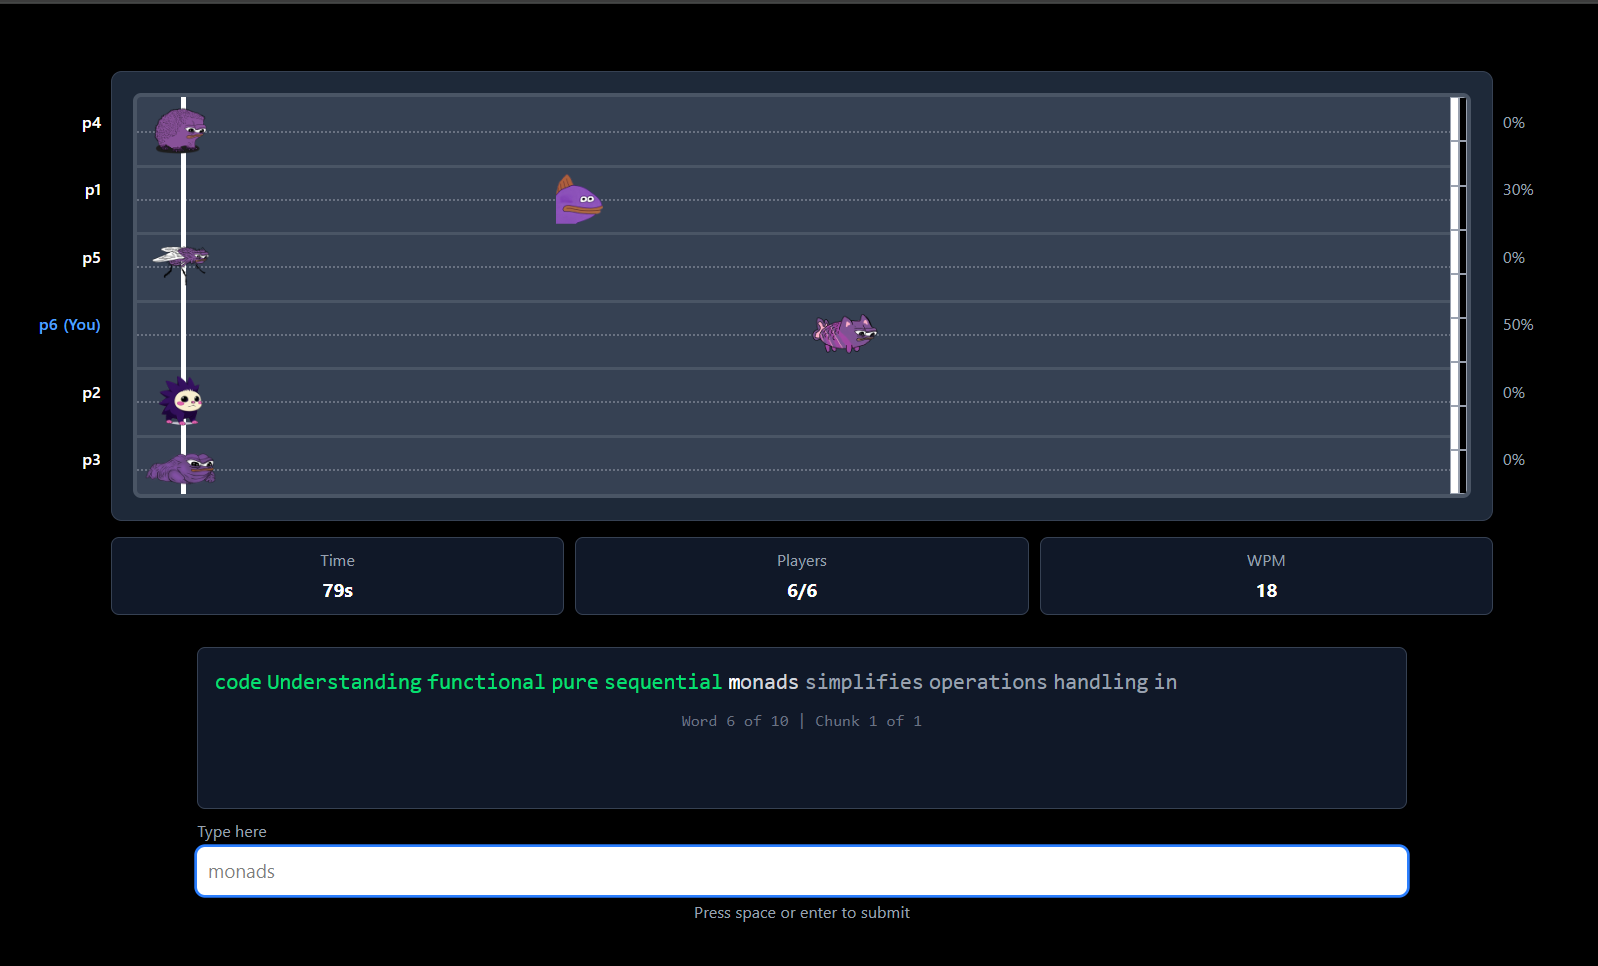 p4 0%
p1 30%
p5 0%
p6 (You) 50%
p2 0%
p3 0%
Time Players WPM
79s 6/6 18
code Understanding functional pure sequential monads simplifies operations handling in
Word 6 of 10 | Chunk 1 of 1
Type here
monads
Press space or enter to submit